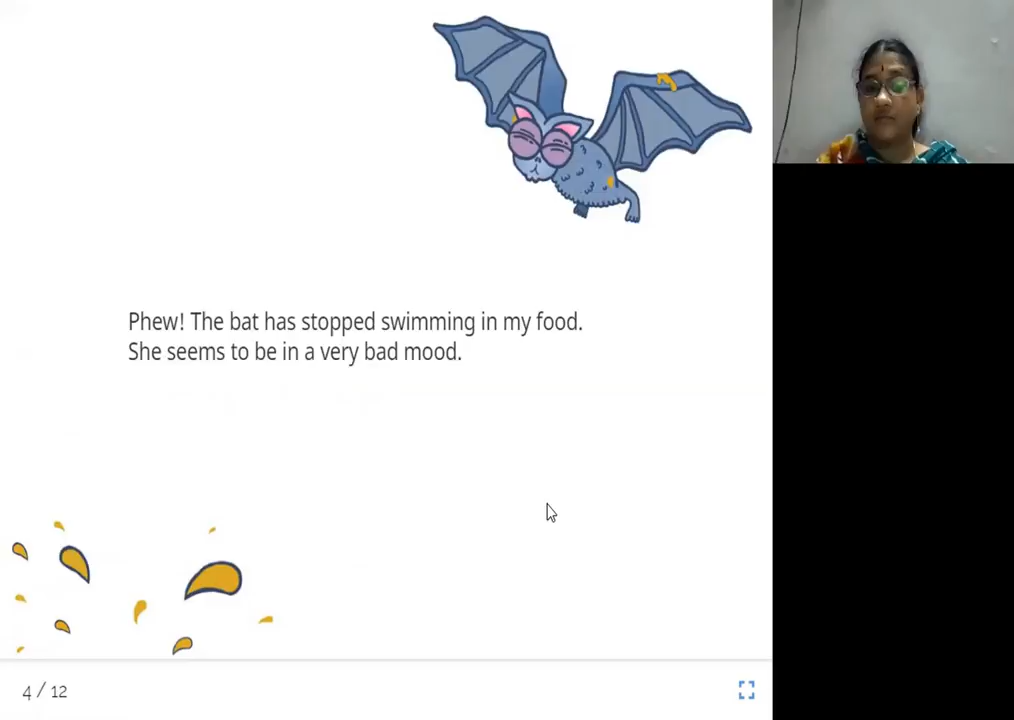 Phew! The bat has stopped swimming in my food.
She seems to be in a very bad mood.
4 / 12